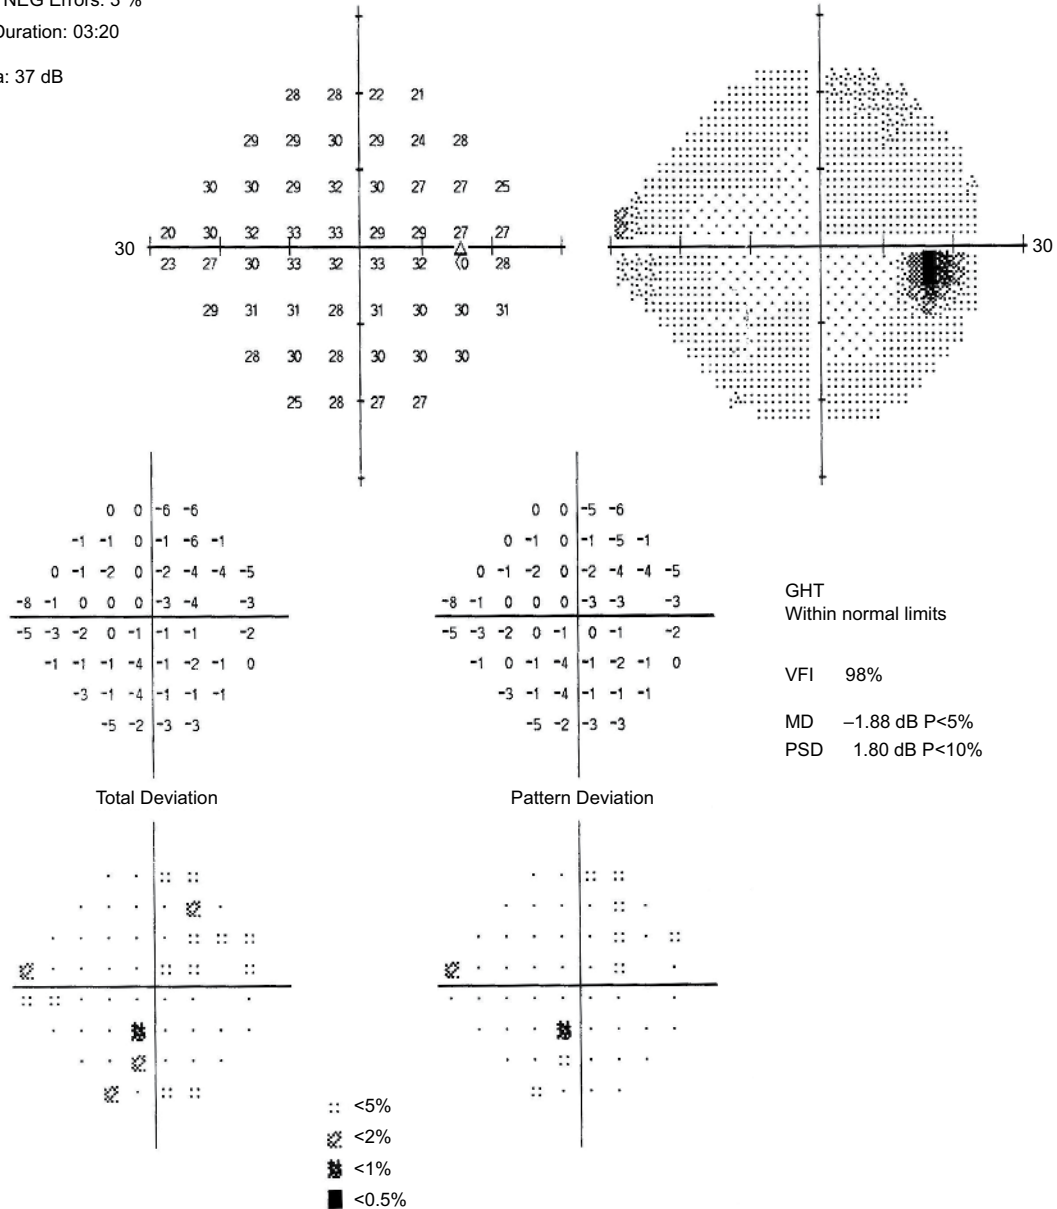 NEG Errors: 3 %
Duration: 03:20
a: 37 dB
28 28 22 21
29 29 30 29 24 28
30 30 29 32 30 27 27 25
20 30 32 33 33 29 29 27 27
30 30
23 27 30 33 32 33 32 <0 28
29 31 31 28 31 30 30 31
28 30 28 30 30 30
25 28 27 27
0 0 -6 -6
-1 -1 0 -1 -6 -1
0 -1 -2 0 -2 -4 -4 -5
-8 -1 0 0 0 -3 -4 -3
-5 -3 -2 0 -1 -1 -1 -2
-1 -1 -1 -4 -1 -2 -1 0
-3 -1 -4 -1 -1 -1
-5 -2 -3 -3
Total Deviation
0 0 -5 -6
0 -1 0 -1 -5 -1
0 -1 -2 0 -2 -4 -4 -5
-8 -1 0 0 0 -3 -3 -3
-5 -3 -2 0 -1 0 -1 -2
-1 0 -1 -4 -1 -2 -1 0
-3 -1 -4 -1 -1 -1
-5 -2 -3 -3
Pattern Deviation
GHT
Within normal limits
VFI 98%
MD –1.88 dB P<5%
PSD 1.80 dB P<10%
<5%
<2%
<1%
<0.5%